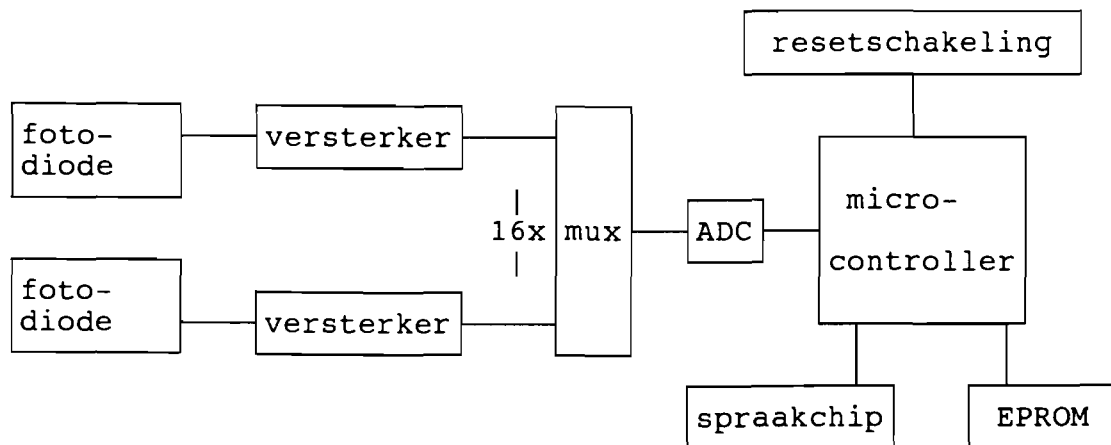 resetschakeling
foto-
diode
versterker
16x
mux
ADC
micro-
controller
foto-
diode
versterker
spraakchip
EPROM